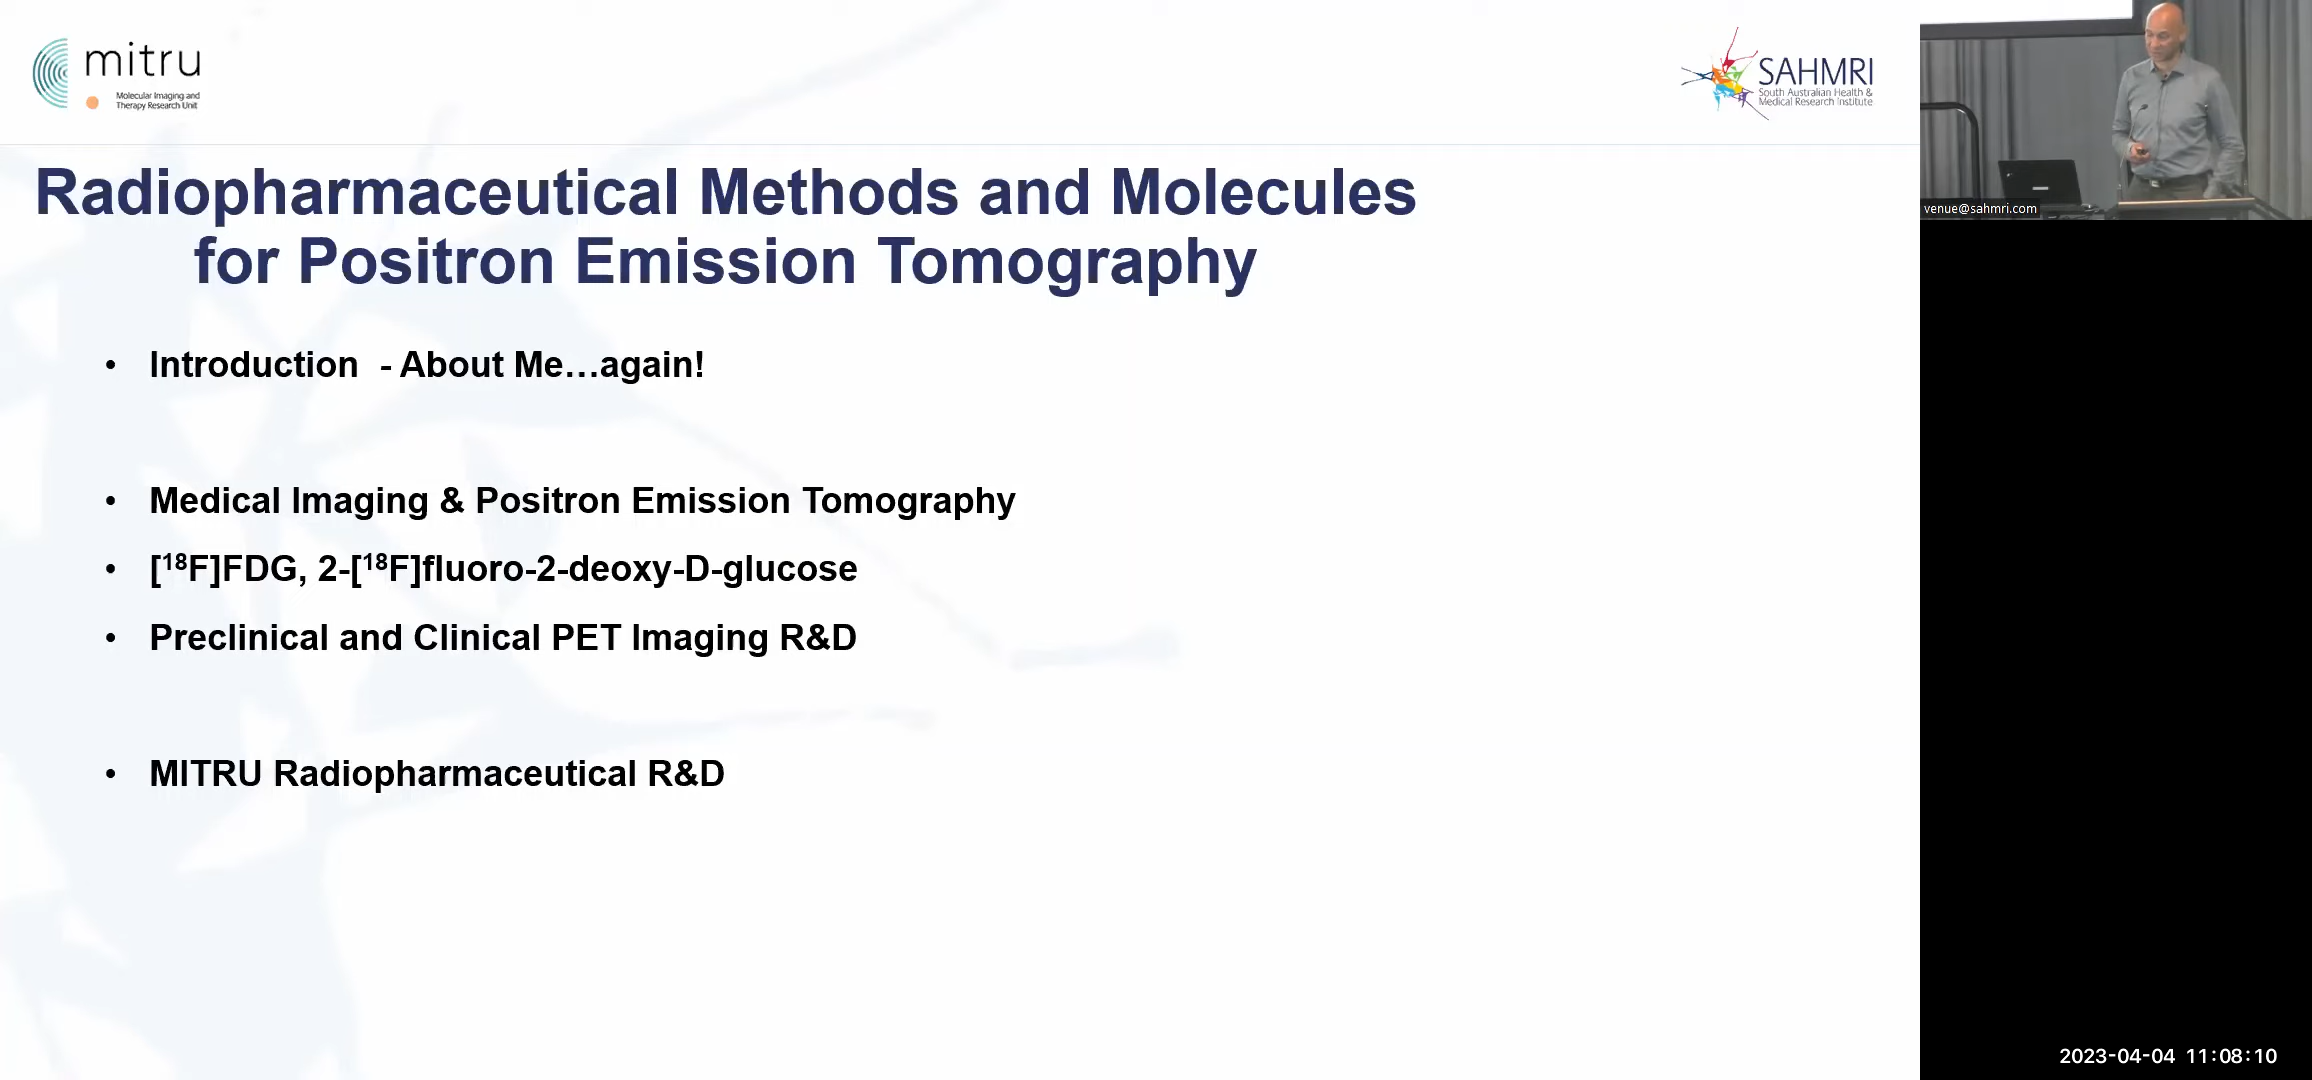 mitru
Molecular Imaging and
Therapy Research Unit
SAHMRI
South Australian Health &
Medical Research Institute
Radiopharmaceutical Methods and Molecules
for Positron Emission Tomography
• Introduction  - About Me…again!
• Medical Imaging & Positron Emission Tomography
• [¹⁸F]FDG, 2-[¹⁸F]fluoro-2-deoxy-D-glucose
• Preclinical and Clinical PET Imaging R&D
• MITRU Radiopharmaceutical R&D
venue@sahmri.com
2023-04-04 11:08:10